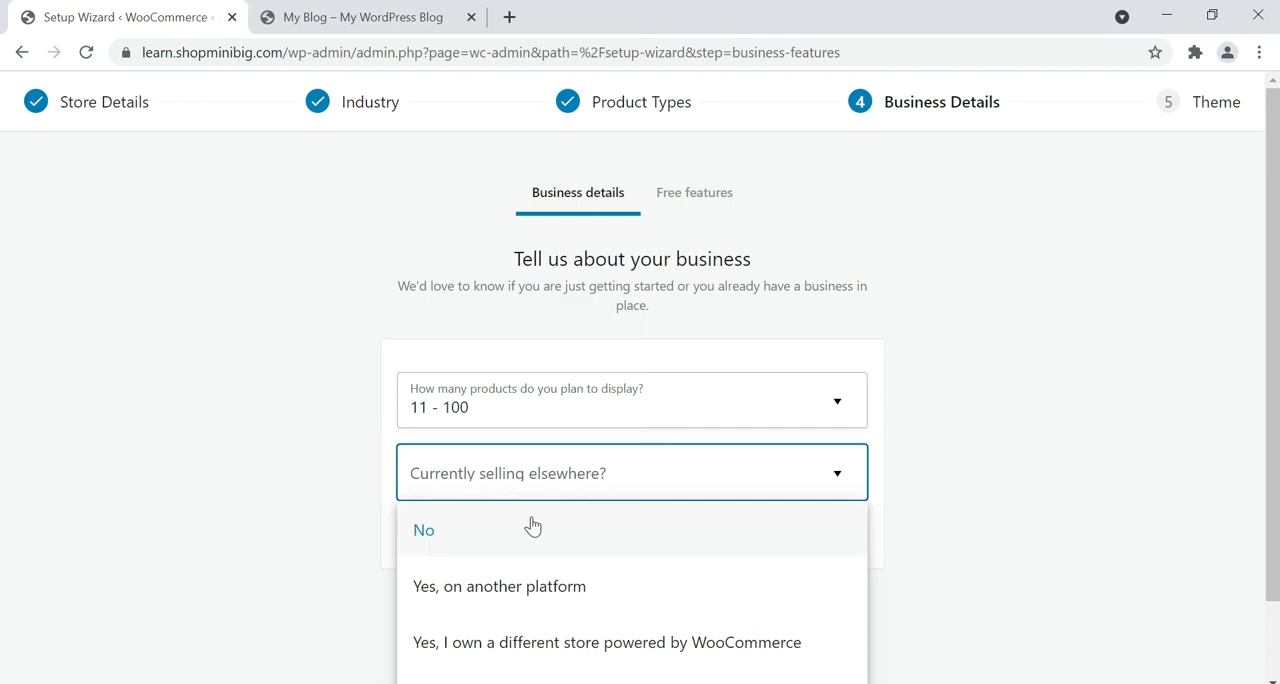 Setup Wizard ‹ WooCommerce ‹
My Blog – My WordPress Blog
learn.shopminibig.com/wp-admin/admin.php?page=wc-admin&path=%2Fsetup-wizard&step=business-features
Store Details
Industry
Product Types
4 Business Details
5 Theme
Business details
Free features
Tell us about your business
We'd love to know if you are just getting started or you already have a business in
place.
How many products do you plan to display?
11 - 100
Currently selling elsewhere?
No
Yes, on another platform
Yes, I own a different store powered by WooCommerce